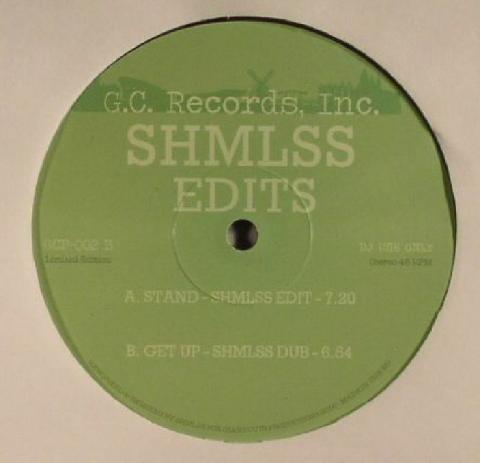 G.C. Records, Inc.
SHMLSS
EDITS
GCP-002 B
Limited Edition
DJ USE ONLY
Stereo 45 RPM
A. STAND - SHMLSS EDIT - 7.20
B. GET UP - SHMLSS DUB - 6.54